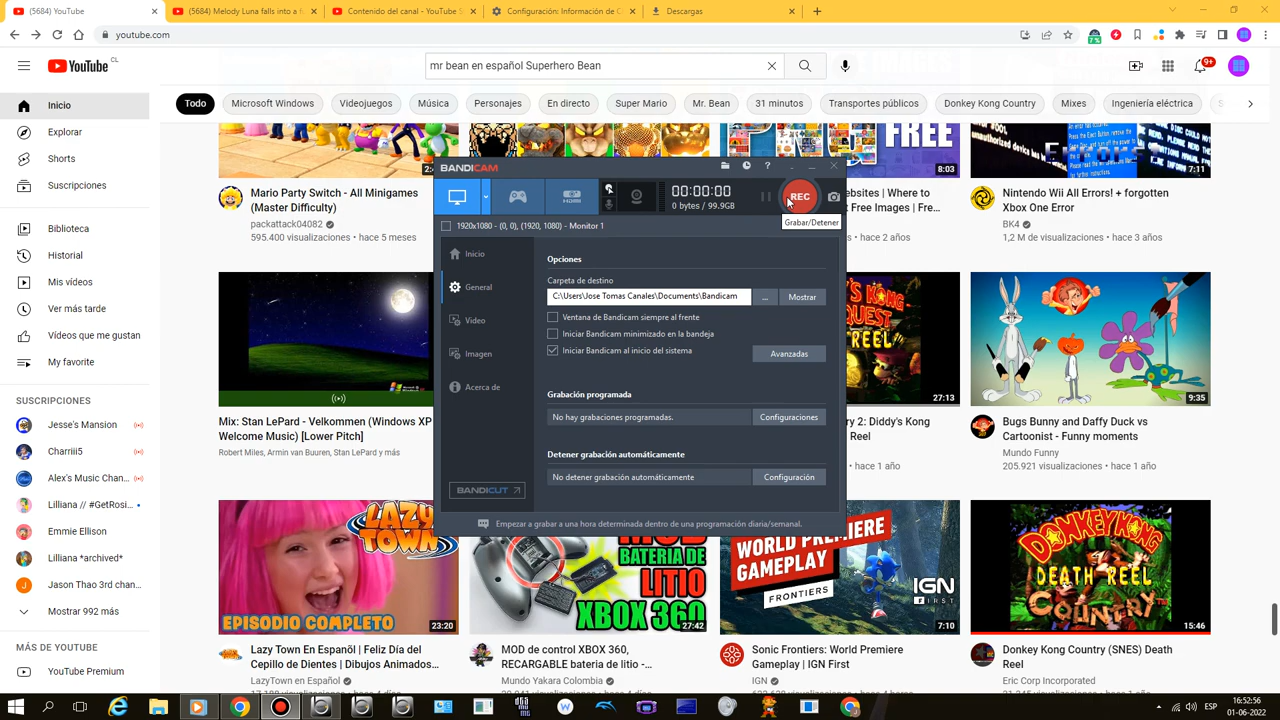 (5684) YouTube
(5684) Melody Luna falls into a f
Contenido del canal - YouTube S
Configuración: Información de C
Descargas
youtube.com
7 %
YouTube CL
mr bean en español Superhero Bean
9+
Inicio
Explorar
Shorts
Suscripciones
Biblioteca
Historial
Mis vídeos
Ver más tarde
Vídeos que me gustan
My favorite
SUSCRIPCIONES
Jesse's Mansion
Charriii5
Alex's Music Chan...
Lilliana // #GetRosi...
Emmie Ellison
Lilliana *archived*
Jason Thao 3rd chan...
Mostrar 992 más
MÁS DE YOUTUBE
YouTube Premium
Todo
Microsoft Windows
Videojuegos
Música
Personajes
En directo
Super Mario
Mr. Bean
31 minutos
Transportes públicos
Donkey Kong Country
Mixes
Ingeniería eléctrica
FREE
8:03
7:11
Mario Party Switch - All Minigames
(Master Difficulty)
packattack04082
595.400 visualizaciones • hace 5 meses
ebsites | Where to
Free Images | Fre...
hace 2 años
Nintendo Wii All Errors! + forgotten
Xbox One Error
BK4
1,2 M de visualizaciones • hace 3 años
BANDICAM
HDMI
00:00:00
0 bytes / 99.9GB
REC
Grabar/Detener
1920x1080 - (0, 0), (1920, 1080) - Monitor 1
Inicio
General
Video
Imagen
Acerca de
BANDICUT
Opciones
Carpeta de destino
C:\Users\Jose Tomas Canales\Documents\Bandicam
...
Mostrar
Ventana de Bandicam siempre al frente
Iniciar Bandicam minimizado en la bandeja
Iniciar Bandicam al inicio del sistema
Avanzadas
Grabación programada
No hay grabaciones programadas.
Configuraciones
Detener grabación automáticamente
No detener grabación automáticamente
Configuración
Empezar a grabar a una hora determinada dentro de una programación diaria/semanal.
27:13
9:35
Mix: Stan LePard - Velkommen (Windows XP
Welcome Music) [Lower Pitch]
Robert Miles, Armin van Buuren, Stan LePard y más
ry 2: Diddy's Kong
Reel
hace 1 año
Bugs Bunny and Daffy Duck vs
Cartoonist - Funny moments
Mundo Funny
205.921 visualizaciones • hace 1 año
LAZY TOWN
EPISODIO COMPLETO
23:20
MOD
BATERIA DE
LITIO
XBOX 360
27:42
WORLD PREMIERE
GAMEPLAY
FRONTIERS
IGN
FIRST
7:10
DONKEY KONG
DEATH REEL
COUNTRY
15:46
Lazy Town En Espanõl | Feliz Día del
Cepillo de Dientes | Dibujos Animados...
LazyTown en Español
MOD de control XBOX 360,
RECARGABLE bateria de litio -...
Mundo Yakara Colombia
Sonic Frontiers: World Premiere
Gameplay | IGN First
IGN
Donkey Kong Country (SNES) Death
Reel
Eric Corp Incorporated
ESP
16:52:56
01-06-2022